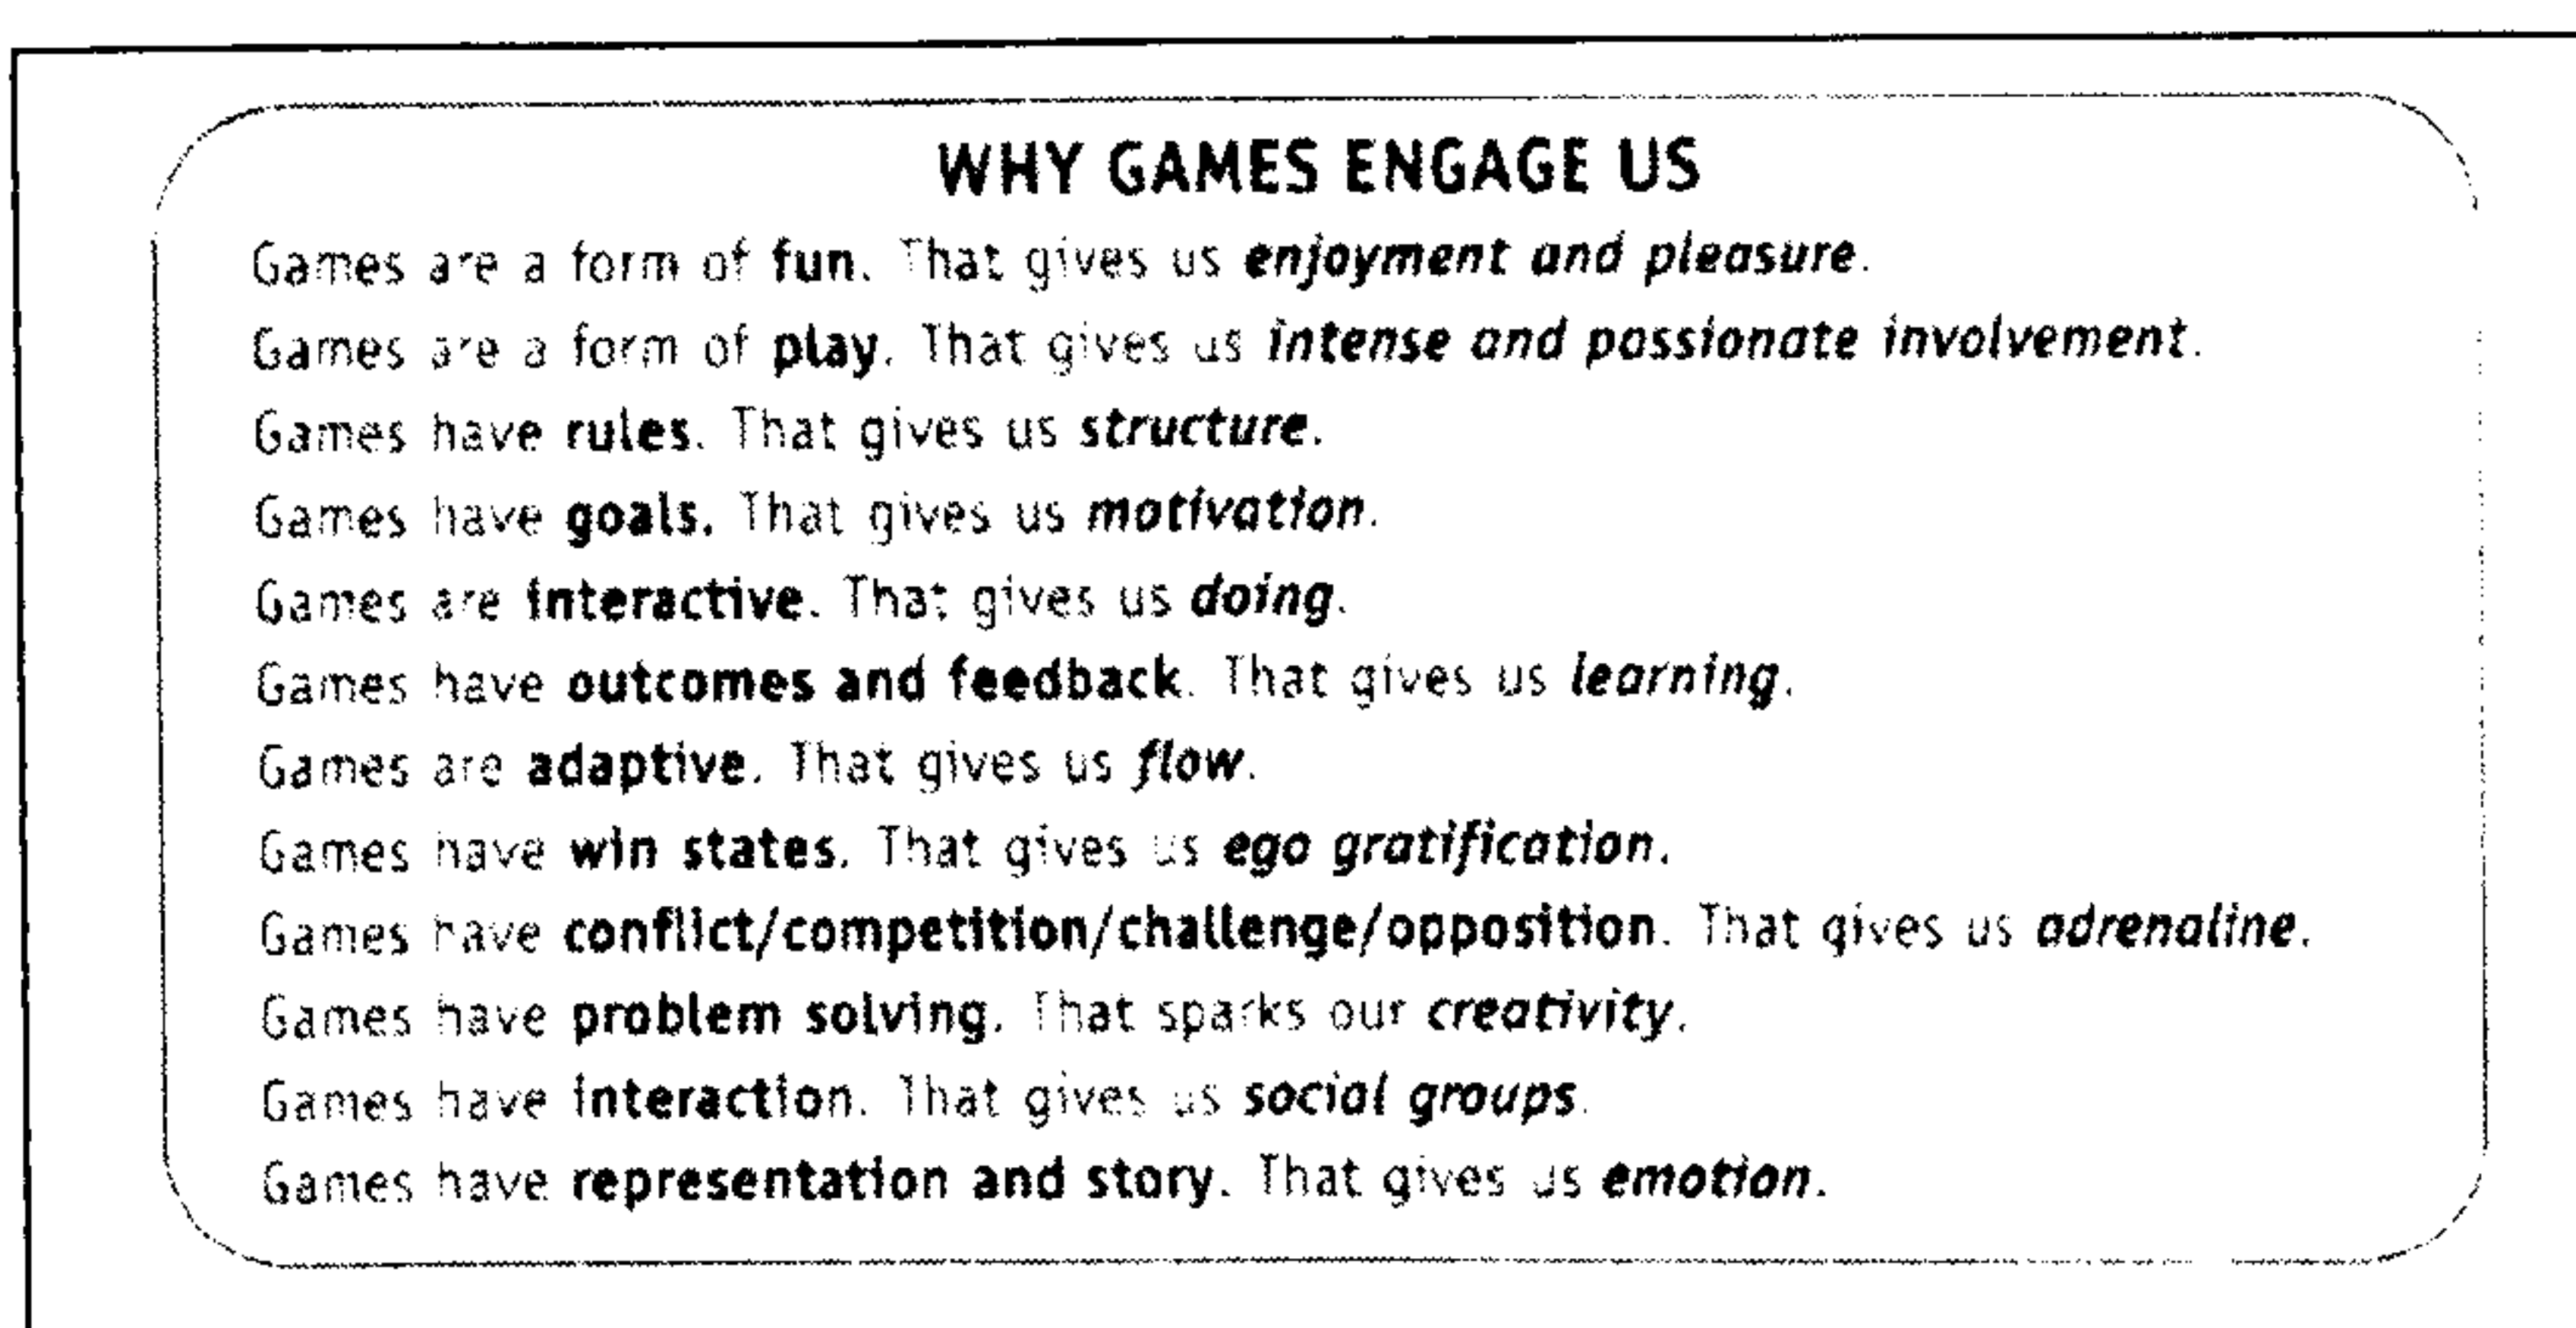 WHY GAMES ENGAGE US
Games are a form of fun. That gives us enjoyment and pleasure.
Games are a form of play. That gives us intense and passionate involvement.
Games have rules. That gives us structure.
Games have goals. That gives us motivation.
Games are interactive. That gives us doing.
Games have outcomes and feedback. That gives us learning.
Games are adaptive. That gives us flow.
Games have win states. That gives us ego gratification.
Games have conflict/competition/challenge/opposition. That gives us adrenaline.
Games have problem solving. That sparks our creativity.
Games have interaction. That gives us social groups.
Games have representation and story. That gives us emotion.